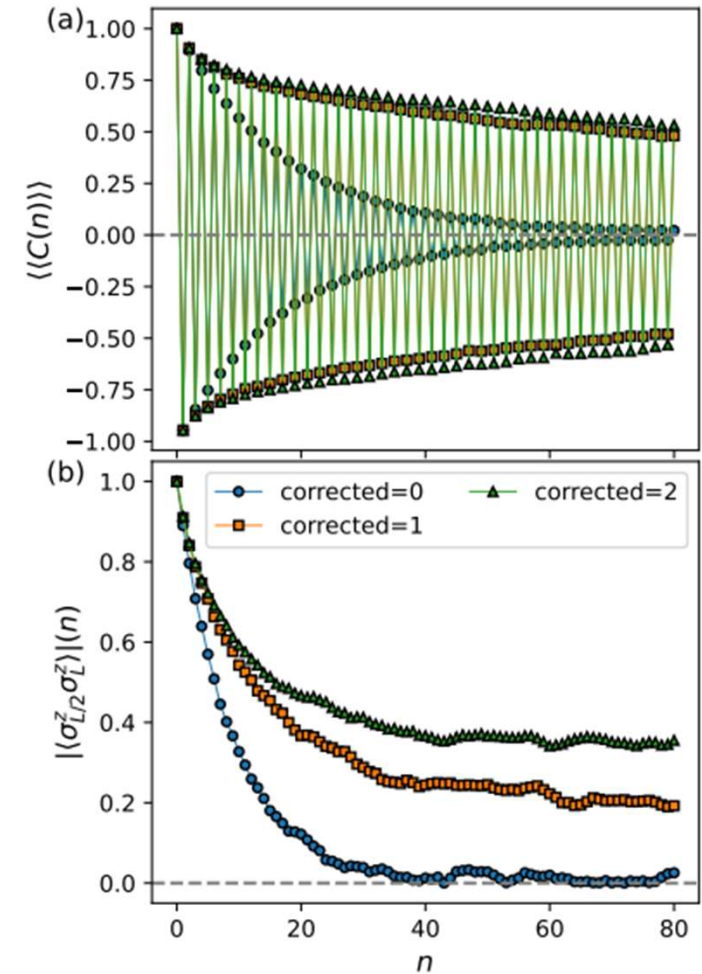 (a)
1.00
0.75
0.50
0.25
0.00
−0.25
−0.50
−0.75
−1.00
⟨⟨C(n)⟩⟩
(b)
1.0
0.8
0.6
0.4
0.2
0.0
|⟨σ^z_{L/2}σ^z_L⟩|(n)
corrected=0
corrected=1
corrected=2
0 20 40 60 80
n